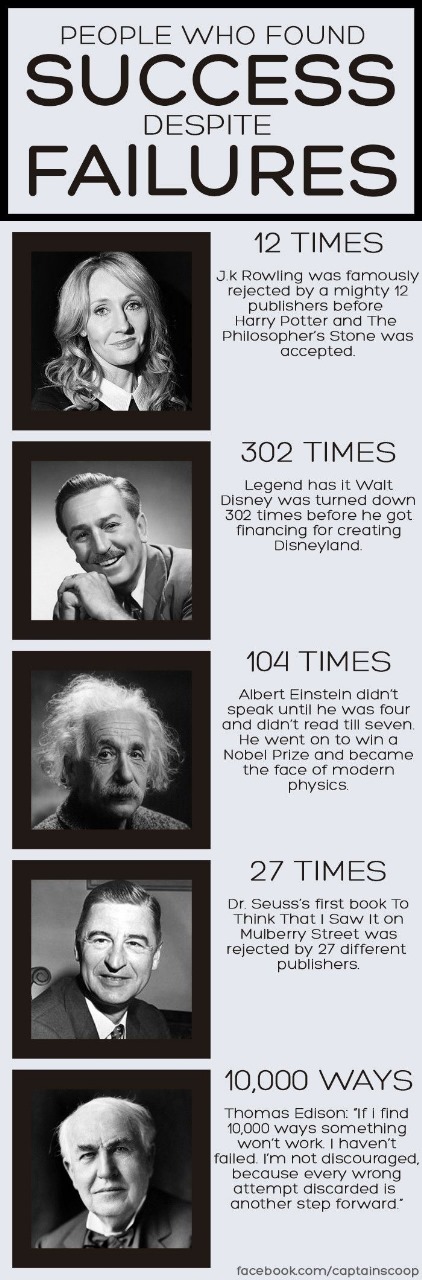 PEOPLE WHO FOUND
SUCCESS
DESPITE
FAILURES
12 TIMES
J.k Rowling was famously
rejected by a mighty 12
publishers before
Harry Potter and The
Philosopher's Stone was
accepted.
302 TIMES
Legend has it Walt
Disney was turned down
302 times before he got
financing for creating
Disneyland.
104 TIMES
Albert Einstein didn't
speak until he was four
and didn't read till seven.
He went on to win a
Nobel Prize and became
the face of modern
physics.
27 TIMES
Dr. Seuss's first book To
Think That I Saw It on
Mulberry Street was
rejected by 27 different
publishers.
10,000 WAYS
Thomas Edison: "If i find
10,000 ways something
won't work. I haven't
failed. I'm not discouraged,
because every wrong
attempt discarded is
another step forward."
facebook.com/captainscoop